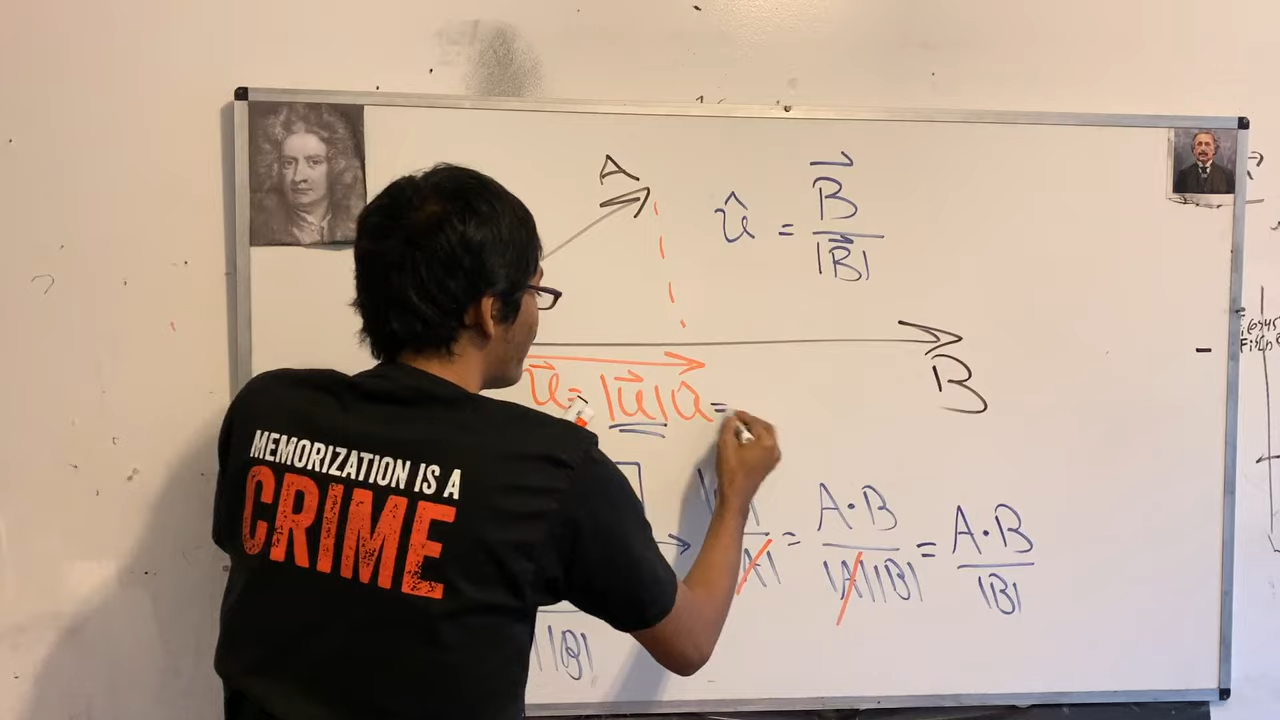 A
û = B⃗ / |B⃗|
B
u⃗ = |u⃗| û =
= A·B / |A||B| = A·B / |B|
|B|
MEMORIZATION IS A
CRIME